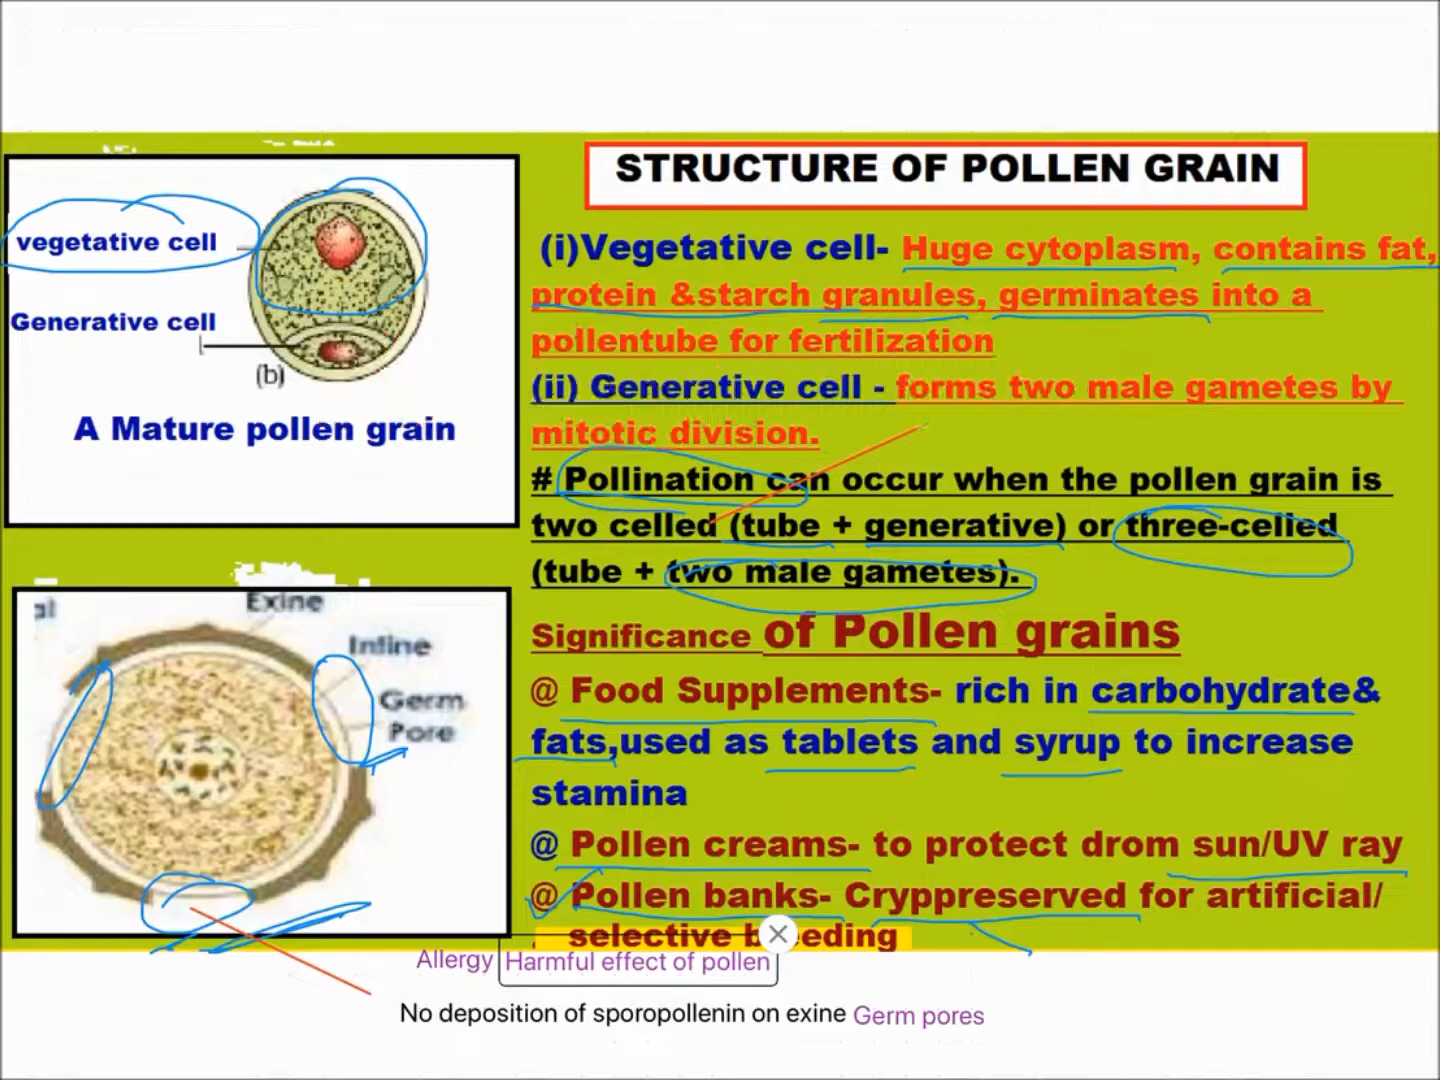 STRUCTURE OF POLLEN GRAIN
vegetative cell
Generative cell
(b)
A Mature pollen grain
(i)Vegetative cell- Huge cytoplasm, contains fat,
protein &starch granules, germinates into a
pollentube for fertilization
(ii) Generative cell - forms two male gametes by
mitotic division.
# Pollination can occur when the pollen grain is
two celled (tube + generative) or three-celled
(tube + two male gametes).
al
Exine
Intine
Germ
Pore
Significance of Pollen grains
@ Food Supplements- rich in carbohydrate&
fats,used as tablets and syrup to increase
stamina
@ Pollen creams- to protect drom sun/UV ray
@ Pollen banks- Cryppreserved for artificial/
selective breeding
Allergy Harmful effect of pollen
No deposition of sporopollenin on exine Germ pores